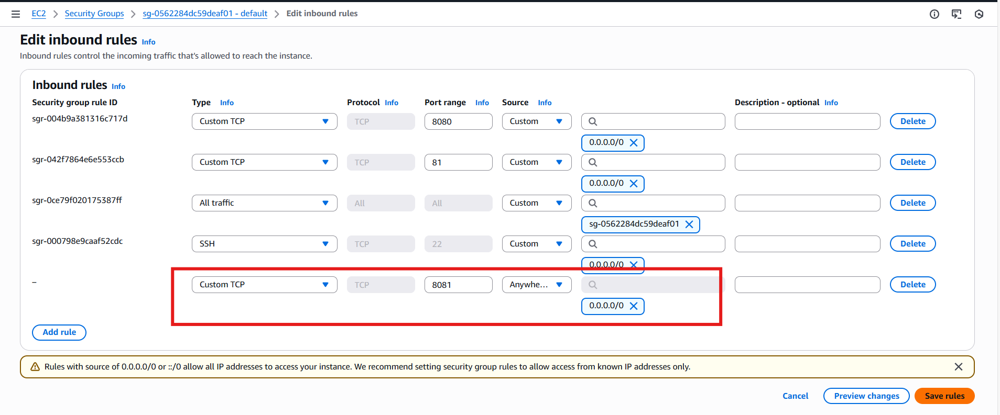 EC2 > Security Groups > sg-0562284dc59deaf01 - default > Edit inbound rules
Edit inbound rules Info
Inbound rules control the incoming traffic that's allowed to reach the instance.
Inbound rules Info
Security group rule ID Type Info Protocol Info Port range Info Source Info Description - optional Info
sgr-004b9a381316c717d Custom TCP TCP 8080 Custom Delete
0.0.0.0/0
sgr-042f7864e6e553ccb Custom TCP TCP 81 Custom Delete
0.0.0.0/0
sgr-0ce79f020175387ff All traffic All All Custom Delete
sg-0562284dc59deaf01
sgr-000798e9caaf52cdc SSH TCP 22 Custom Delete
0.0.0.0/0
– Custom TCP TCP 8081 Anywhe... Delete
0.0.0.0/0
Add rule
Rules with source of 0.0.0.0/0 or ::/0 allow all IP addresses to access your instance. We recommend setting security group rules to allow access from known IP addresses only.
Cancel Preview changes Save rules